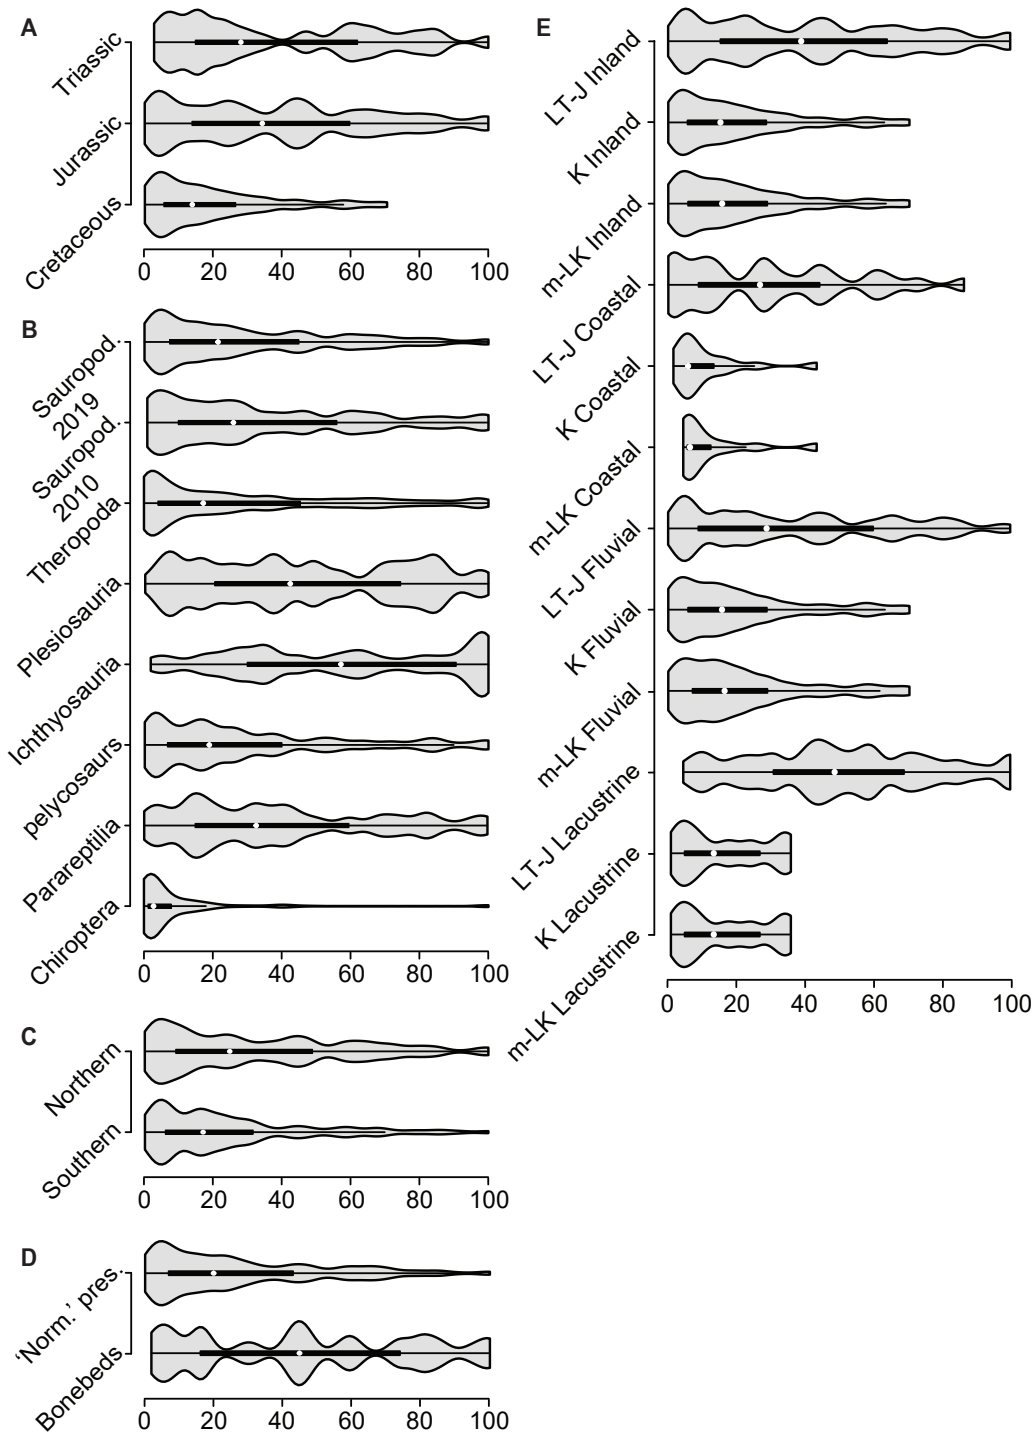 A
Triassic
Jurassic
Cretaceous
0 20 40 60 80 100
B
Sauropod.
2019
Sauropod.
2010
Theropoda
Plesiosauria
Ichthyosauria
pelycosaurs
Parareptilia
Chiroptera
0 20 40 60 80 100
C
Northern
Southern
0 20 40 60 80 100
D
‘Norm.’ pres.
Bonebeds
0 20 40 60 80 100
E
LT-J Inland
K Inland
m-LK Inland
LT-J Coastal
K Coastal
m-LK Coastal
LT-J Fluvial
K Fluvial
m-LK Fluvial
LT-J Lacustrine
K Lacustrine
m-LK Lacustrine
0 20 40 60 80 100